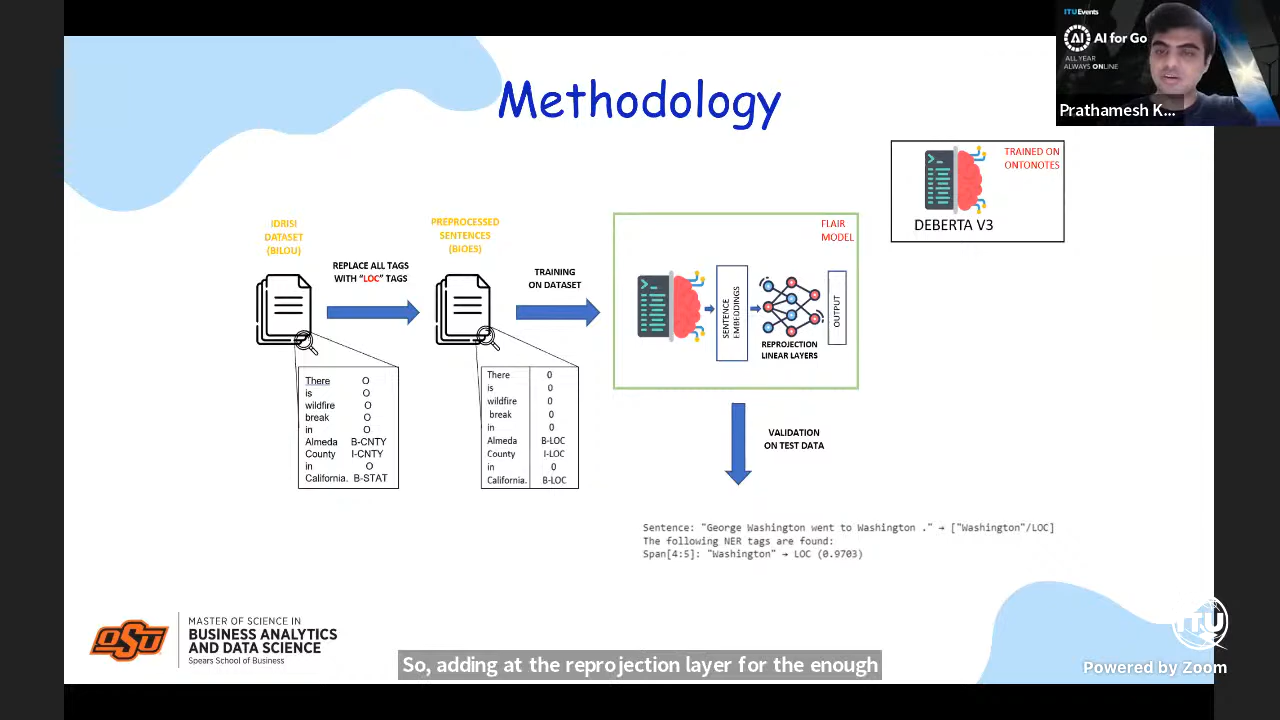 ITUEvents
AI AI for Go
ALL YEAR
ALWAYS ONLINE
Prathamesh K...
Methodology
TRAINED ON
ONTONOTES
DEBERTA V3
IDRISI
DATASET
(BILOU)
REPLACE ALL TAGS
WITH “LOC” TAGS
PREPROCESSED
SENTENCES
(BIOES)
TRAINING
ON DATASET
FLAIR
MODEL
SENTENCE
EMBEDDINGS
REPROJECTION
LINEAR LAYERS
OUTPUT
There O
is O
wildfire O
break O
in O
Almeda B-CNTY
County I-CNTY
in O
California. B-STAT
There 0
is 0
wildfire 0
break 0
in 0
Almeda B-LOC
County I-LOC
in 0
California. B-LOC
VALIDATION
ON TEST DATA
Sentence: "George Washington went to Washington ." → ["Washington"/LOC]
The following NER tags are found:
Span[4:5]: "Washington" → LOC (0.9703)
OSU
MASTER OF SCIENCE IN
BUSINESS ANALYTICS
AND DATA SCIENCE
Spears School of Business
So, adding at the reprojection layer for the enough
ITU
Powered by Zoom